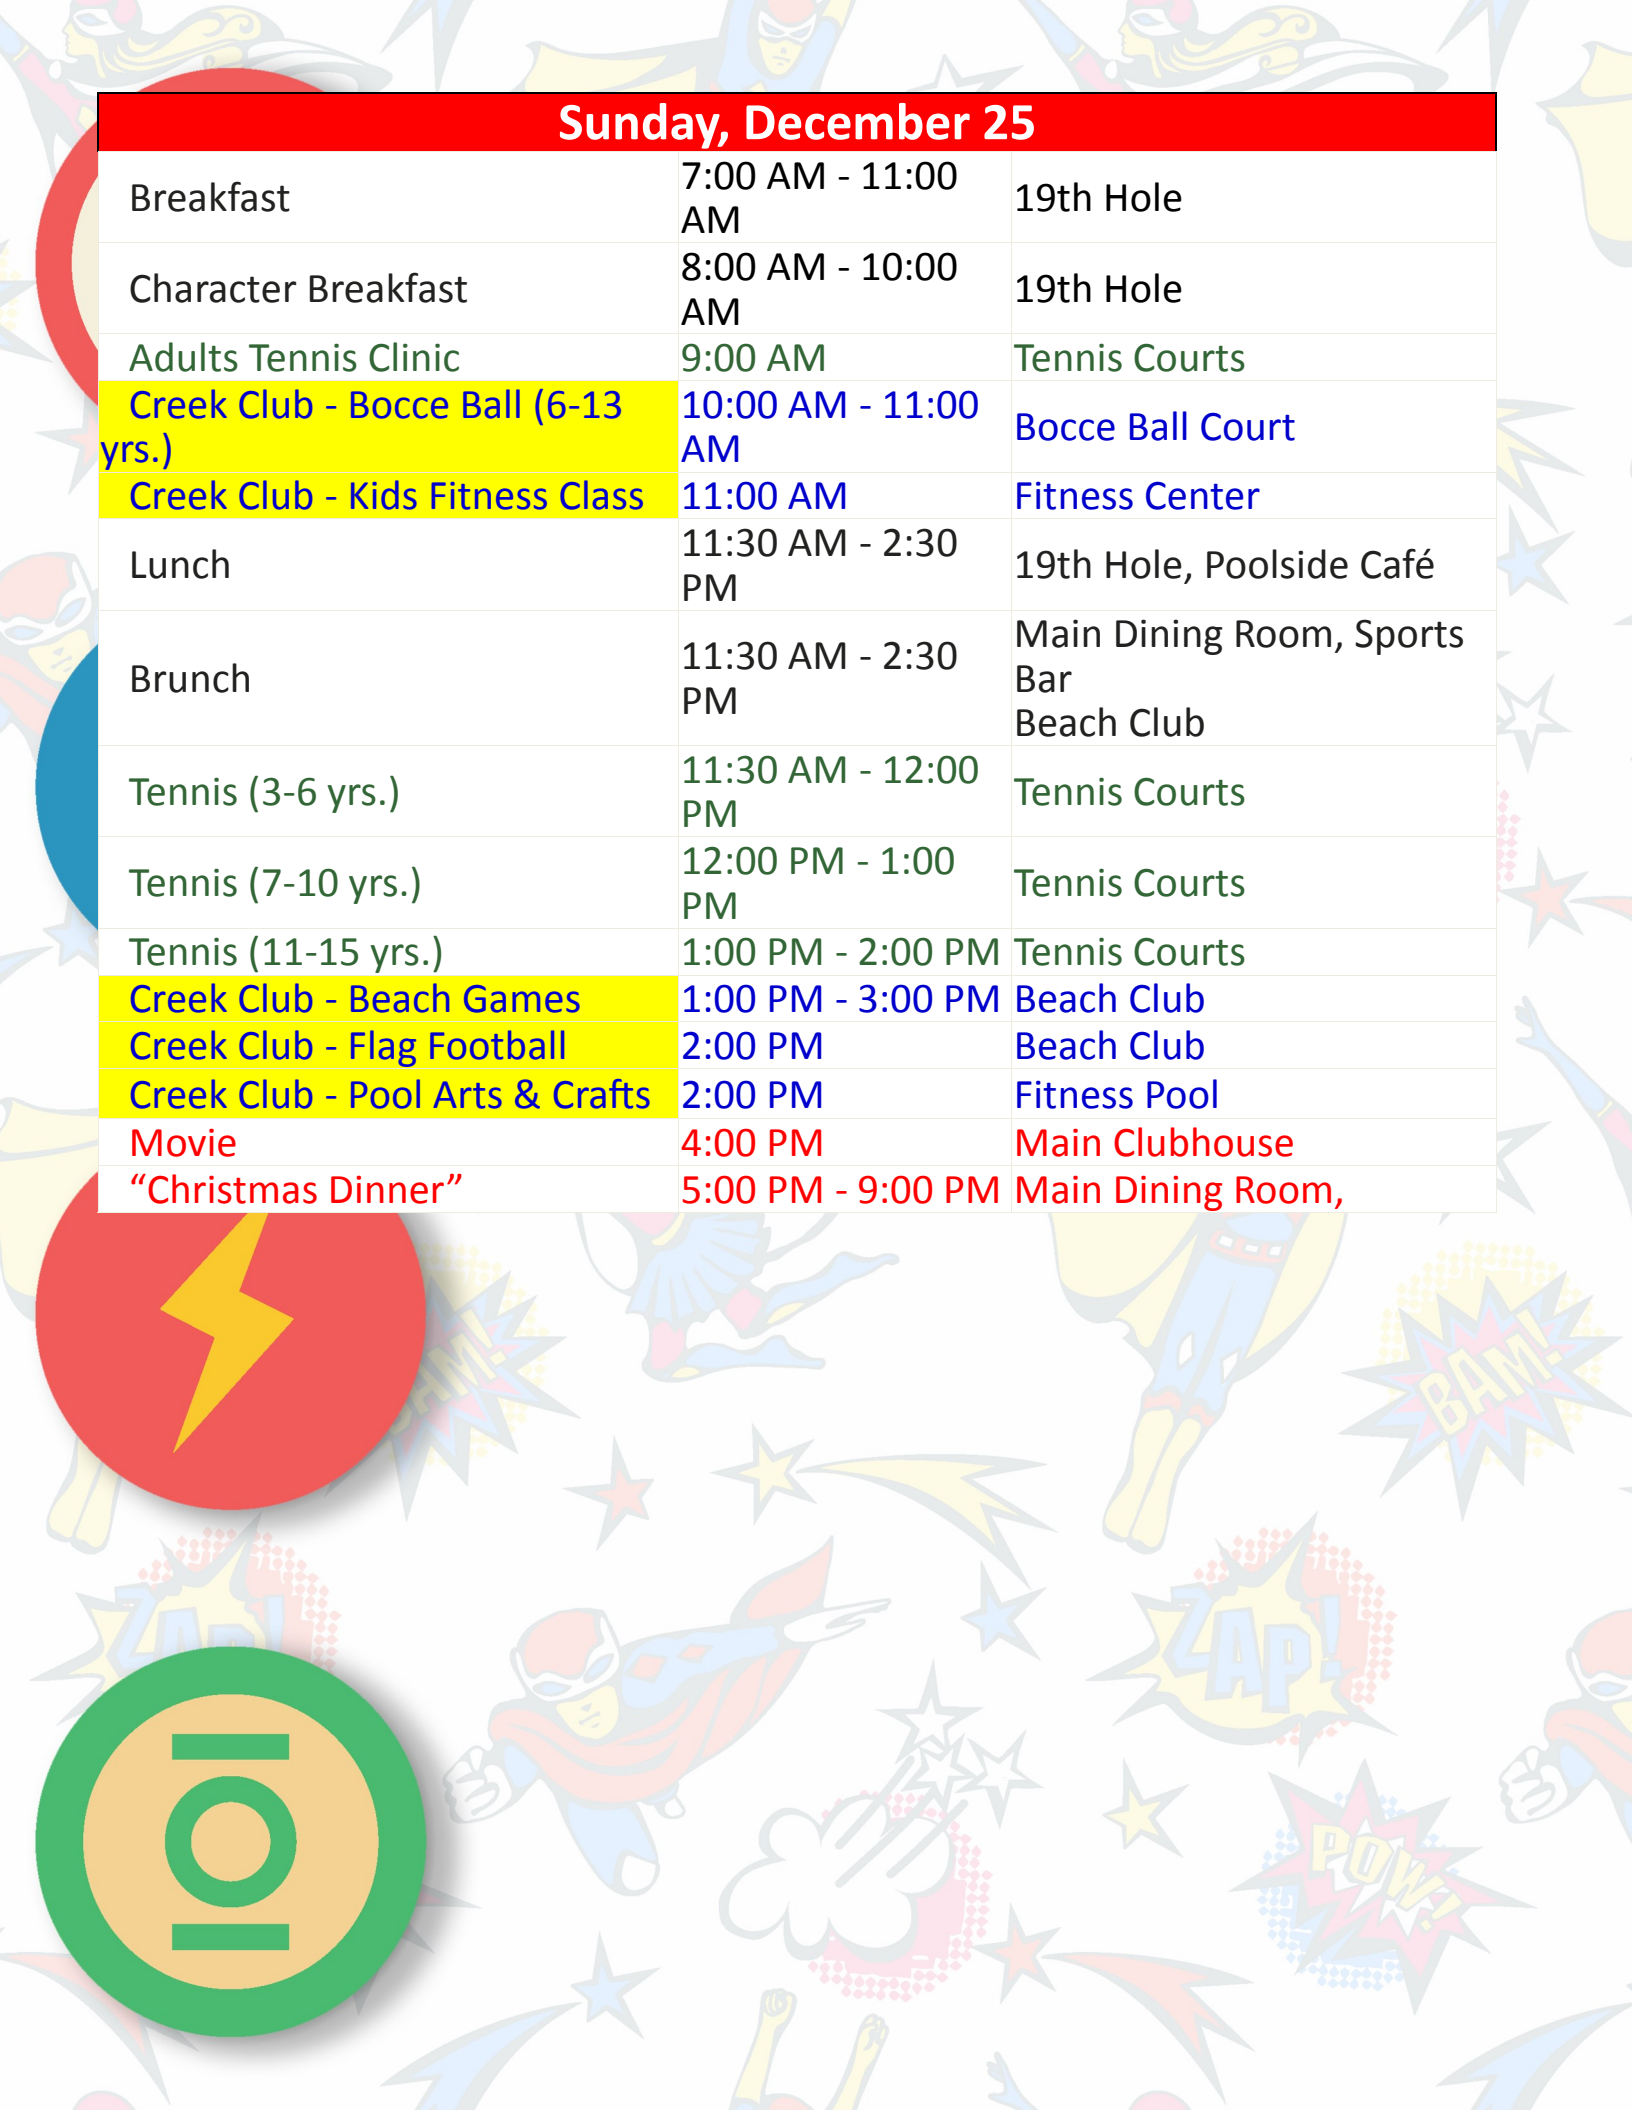 Sunday, December 25
Breakfast 7:00 AM - 11:00 AM 19th Hole
Character Breakfast 8:00 AM - 10:00 AM 19th Hole
Adults Tennis Clinic 9:00 AM Tennis Courts
Creek Club - Bocce Ball (6-13 yrs.) 10:00 AM - 11:00 AM Bocce Ball Court
Creek Club - Kids Fitness Class 11:00 AM Fitness Center
Lunch 11:30 AM - 2:30 PM 19th Hole, Poolside Café
Brunch 11:30 AM - 2:30 PM Main Dining Room, Sports Bar
Beach Club
Tennis (3-6 yrs.) 11:30 AM - 12:00 PM Tennis Courts
Tennis (7-10 yrs.) 12:00 PM - 1:00 PM Tennis Courts
Tennis (11-15 yrs.) 1:00 PM - 2:00 PM Tennis Courts
Creek Club - Beach Games 1:00 PM - 3:00 PM Beach Club
Creek Club - Flag Football 2:00 PM Beach Club
Creek Club - Pool Arts & Crafts 2:00 PM Fitness Pool
Movie 4:00 PM Main Clubhouse
“Christmas Dinner” 5:00 PM - 9:00 PM Main Dining Room,
BAM!
BAM!
ZAP!
ZAP!
POW!